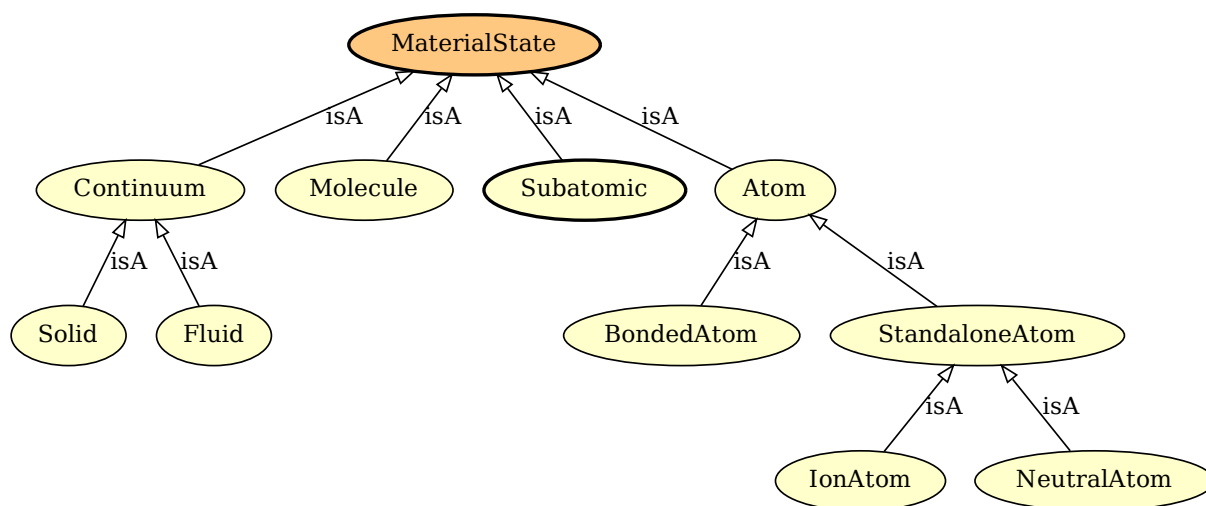 MaterialState
isA
isA
isA
isA
Continuum
Molecule
Subatomic
Atom
isA
isA
isA
isA
Solid
Fluid
BondedAtom
StandaloneAtom
isA
isA
IonAtom
NeutralAtom